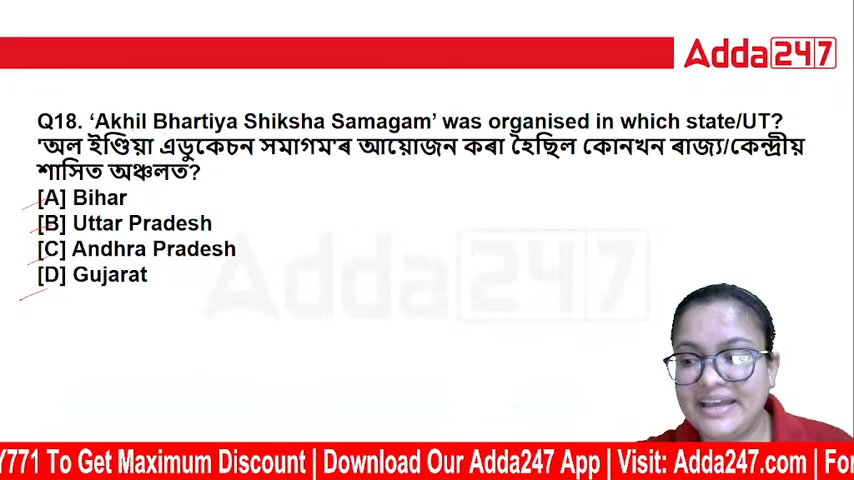 Adda247
Q18. ‘Akhil Bhartiya Shiksha Samagam’ was organised in which state/UT?
'অল ইণ্ডিয়া এডুকেচন সমাগম'ৰ আয়োজন কৰা হৈছিল কোনখন ৰাজ্য/কেন্দ্ৰীয়
শাসিত অঞ্চলত?
[A] Bihar
[B] Uttar Pradesh
[C] Andhra Pradesh
[D] Gujarat
Adda247
Y771 To Get Maximum Discount | Download Our Adda247 App | Visit: Adda247.com | For